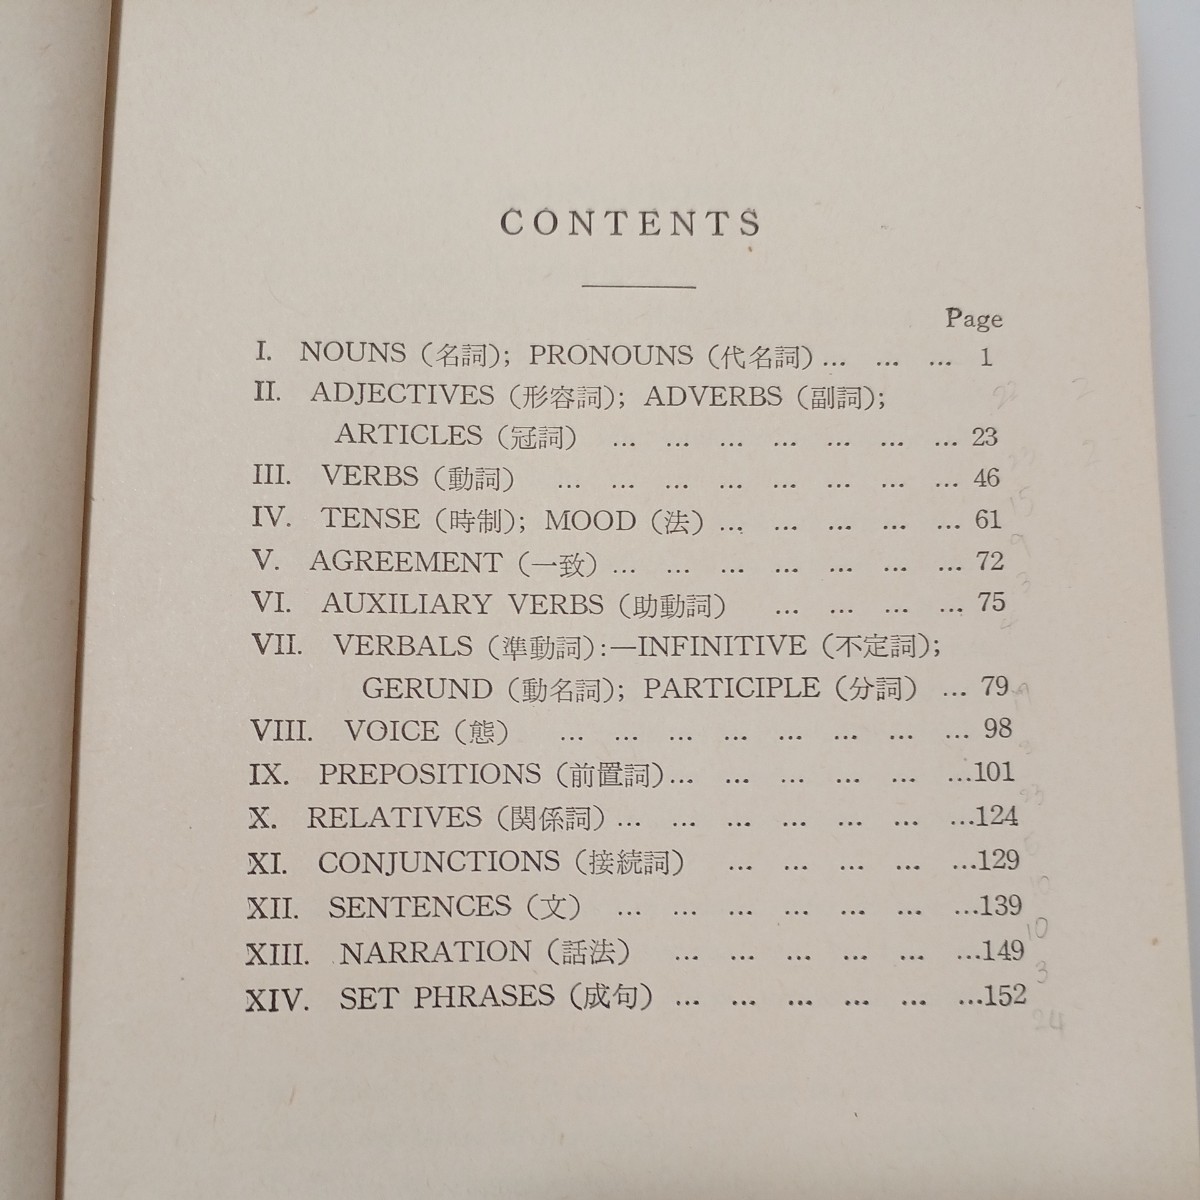 CONTENTS
Page
I. NOUNS (名詞); PRONOUNS (代名詞)... ... ... 1
II. ADJECTIVES (形容詞); ADVERBS (副詞);
ARTICLES (冠詞) ... ... ... ... ... ... ... 23
III. VERBS (動詞) ... ... ... ... ... ... ... ... 46
IV. TENSE (時制); MOOD (法) ... ... ... ... ... 61
V. AGREEMENT (一致) ... ... ... ... ... ... ... 72
VI. AUXILIARY VERBS (助動詞) ... ... ... ... 75
VII. VERBALS (準動詞):—INFINITIVE (不定詞);
GERUND (動名詞); PARTICIPLE (分詞) ... 79
VIII. VOICE (態) ... ... ... ... ... ... ... ... 98
IX. PREPOSITIONS (前置詞)... ... ... ... ... ...101
X. RELATIVES (関係詞)... ... ... ... ... ... ...124
XI. CONJUNCTIONS (接続詞) ... ... ... ... ...129
XII. SENTENCES (文) ... ... ... ... ... ... ...139
XIII. NARRATION (話法) ... ... ... ... ... ...149
10
XIV. SET PHRASES (成句) ... ... ... ... ... ...152
3
24